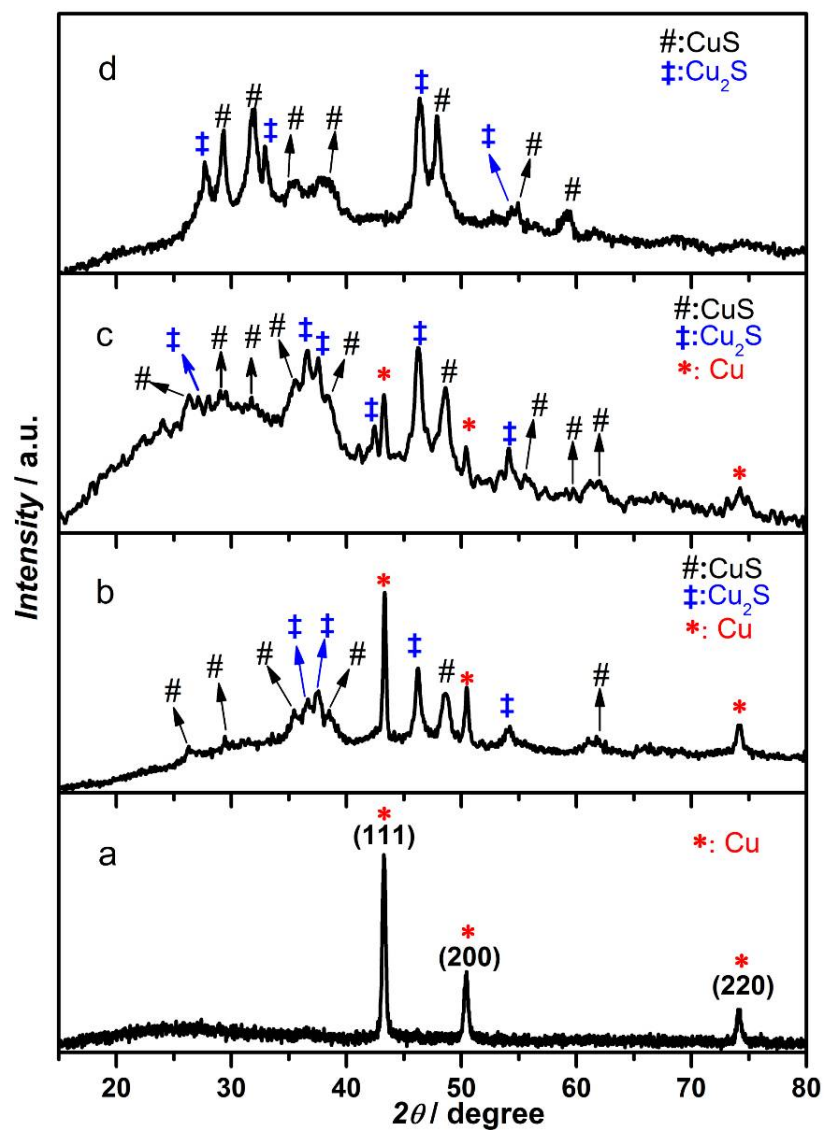 d
#:CuS
‡:Cu₂S
‡ # # ‡ # # ‡ # ‡ # #
c
#:CuS
‡:Cu₂S
*: Cu
# ‡ # # # ‡ ‡ # ‡ * ‡ # * ‡ # # # *
b
#:CuS
‡:Cu₂S
*: Cu
# # # ‡ ‡ # * ‡ # * ‡ # *
a
*: Cu
*
(111)
*
(200)
*
(220)
Intensity / a.u.
20 30 40 50 60 70 80
2θ / degree